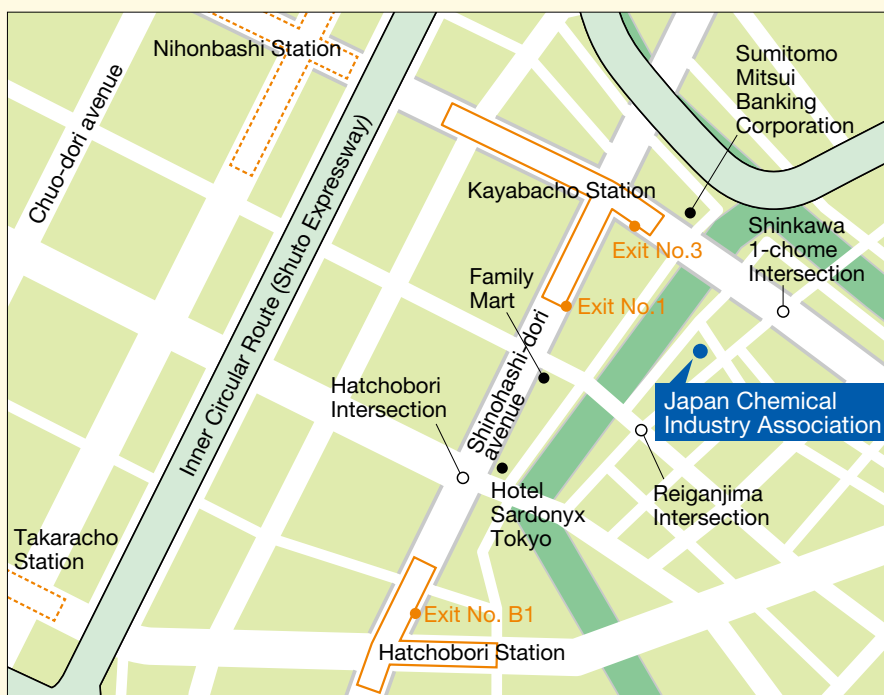 Nihonbashi Station
Chuo-dori avenue
Inner Circular Route (Shuto Expressway)
Sumitomo
Mitsui
Banking
Corporation
Kayabacho Station
Shinkawa
1-chome
Intersection
Exit No.3
Family
Mart
Exit No.1
Shinohashi-dori
avenue
Hatchobori
Intersection
Japan Chemical
Industry Association
Hotel
Sardonyx
Tokyo
Reiganjima
Intersection
Takaracho
Station
Exit No. B1
Hatchobori Station